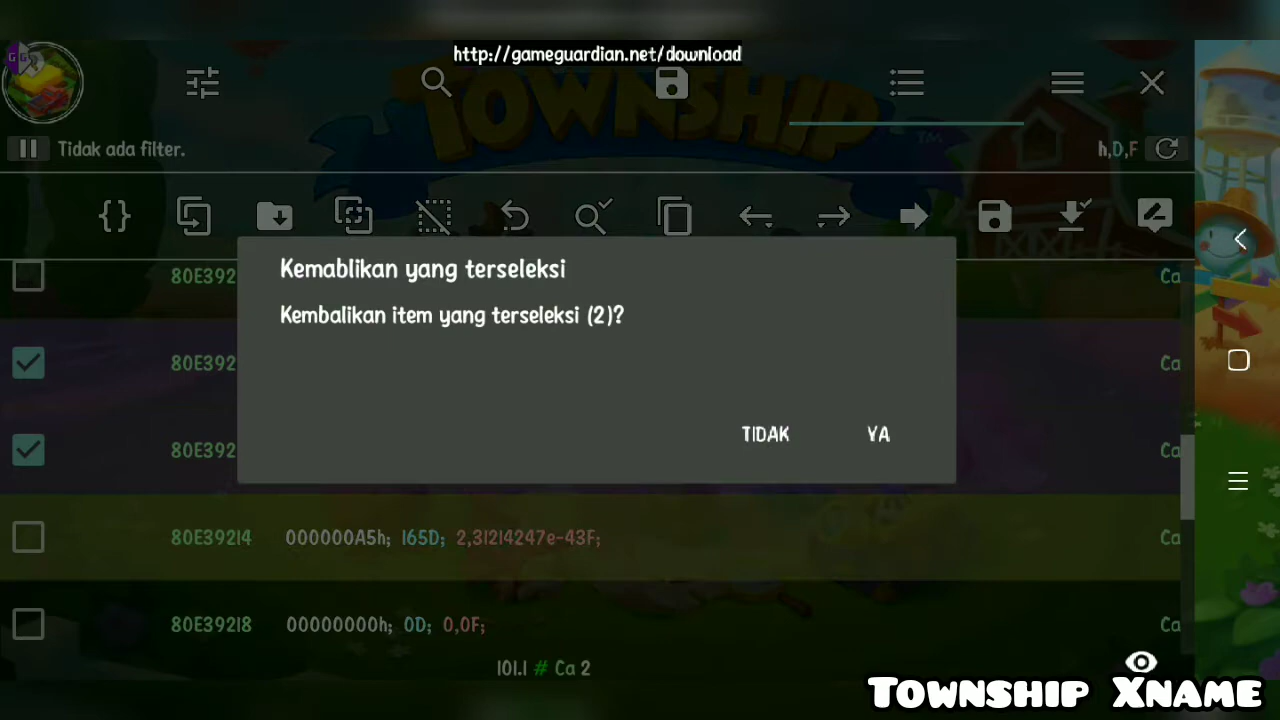 http://gameguardian.net/download
TOWNSHIP
TM
Tidak ada filter.
h,D,F
80E392
Ca
Kemablikan yang terseleksi
Kembalikan item yang terseleksi (2)?
80E392
Ca
80E392
Ca
TIDAK
YA
80E39214 000000A5h; 165D; 2,31214247e-43F;
Ca
80E39218 00000000h; 0D; 0,0F;
Ca
101.1 # Ca 2
TOWNSHIP XNAME